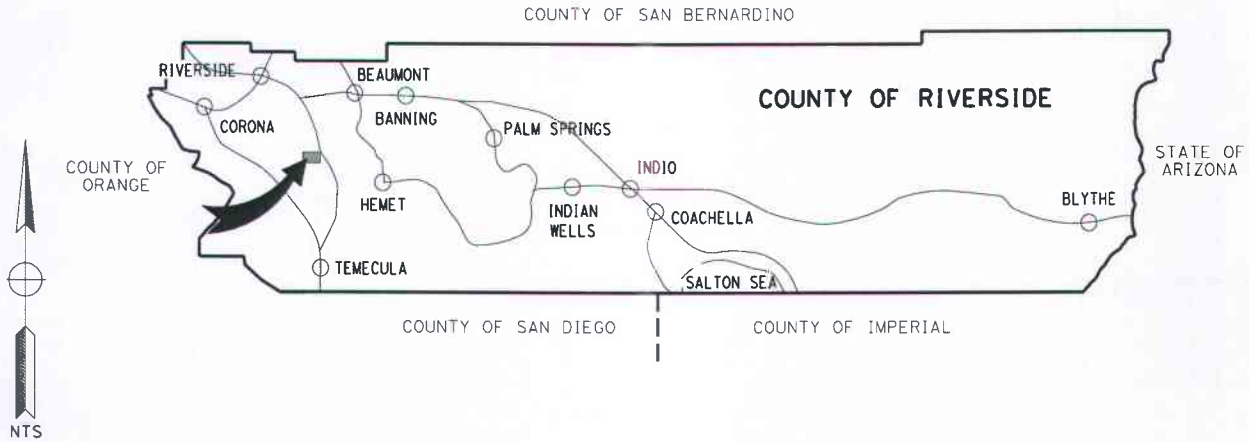 COUNTY OF SAN BERNARDINO
RIVERSIDE
BEAUMONT
COUNTY OF RIVERSIDE
CORONA
BANNING
PALM SPRINGS
COUNTY OF
ORANGE
STATE OF
ARIZONA
INDIO
HEMET
INDIAN
WELLS
COACHELLA
BLYTHE
TEMECULA
SALTON SEA
COUNTY OF SAN DIEGO
COUNTY OF IMPERIAL
NTS